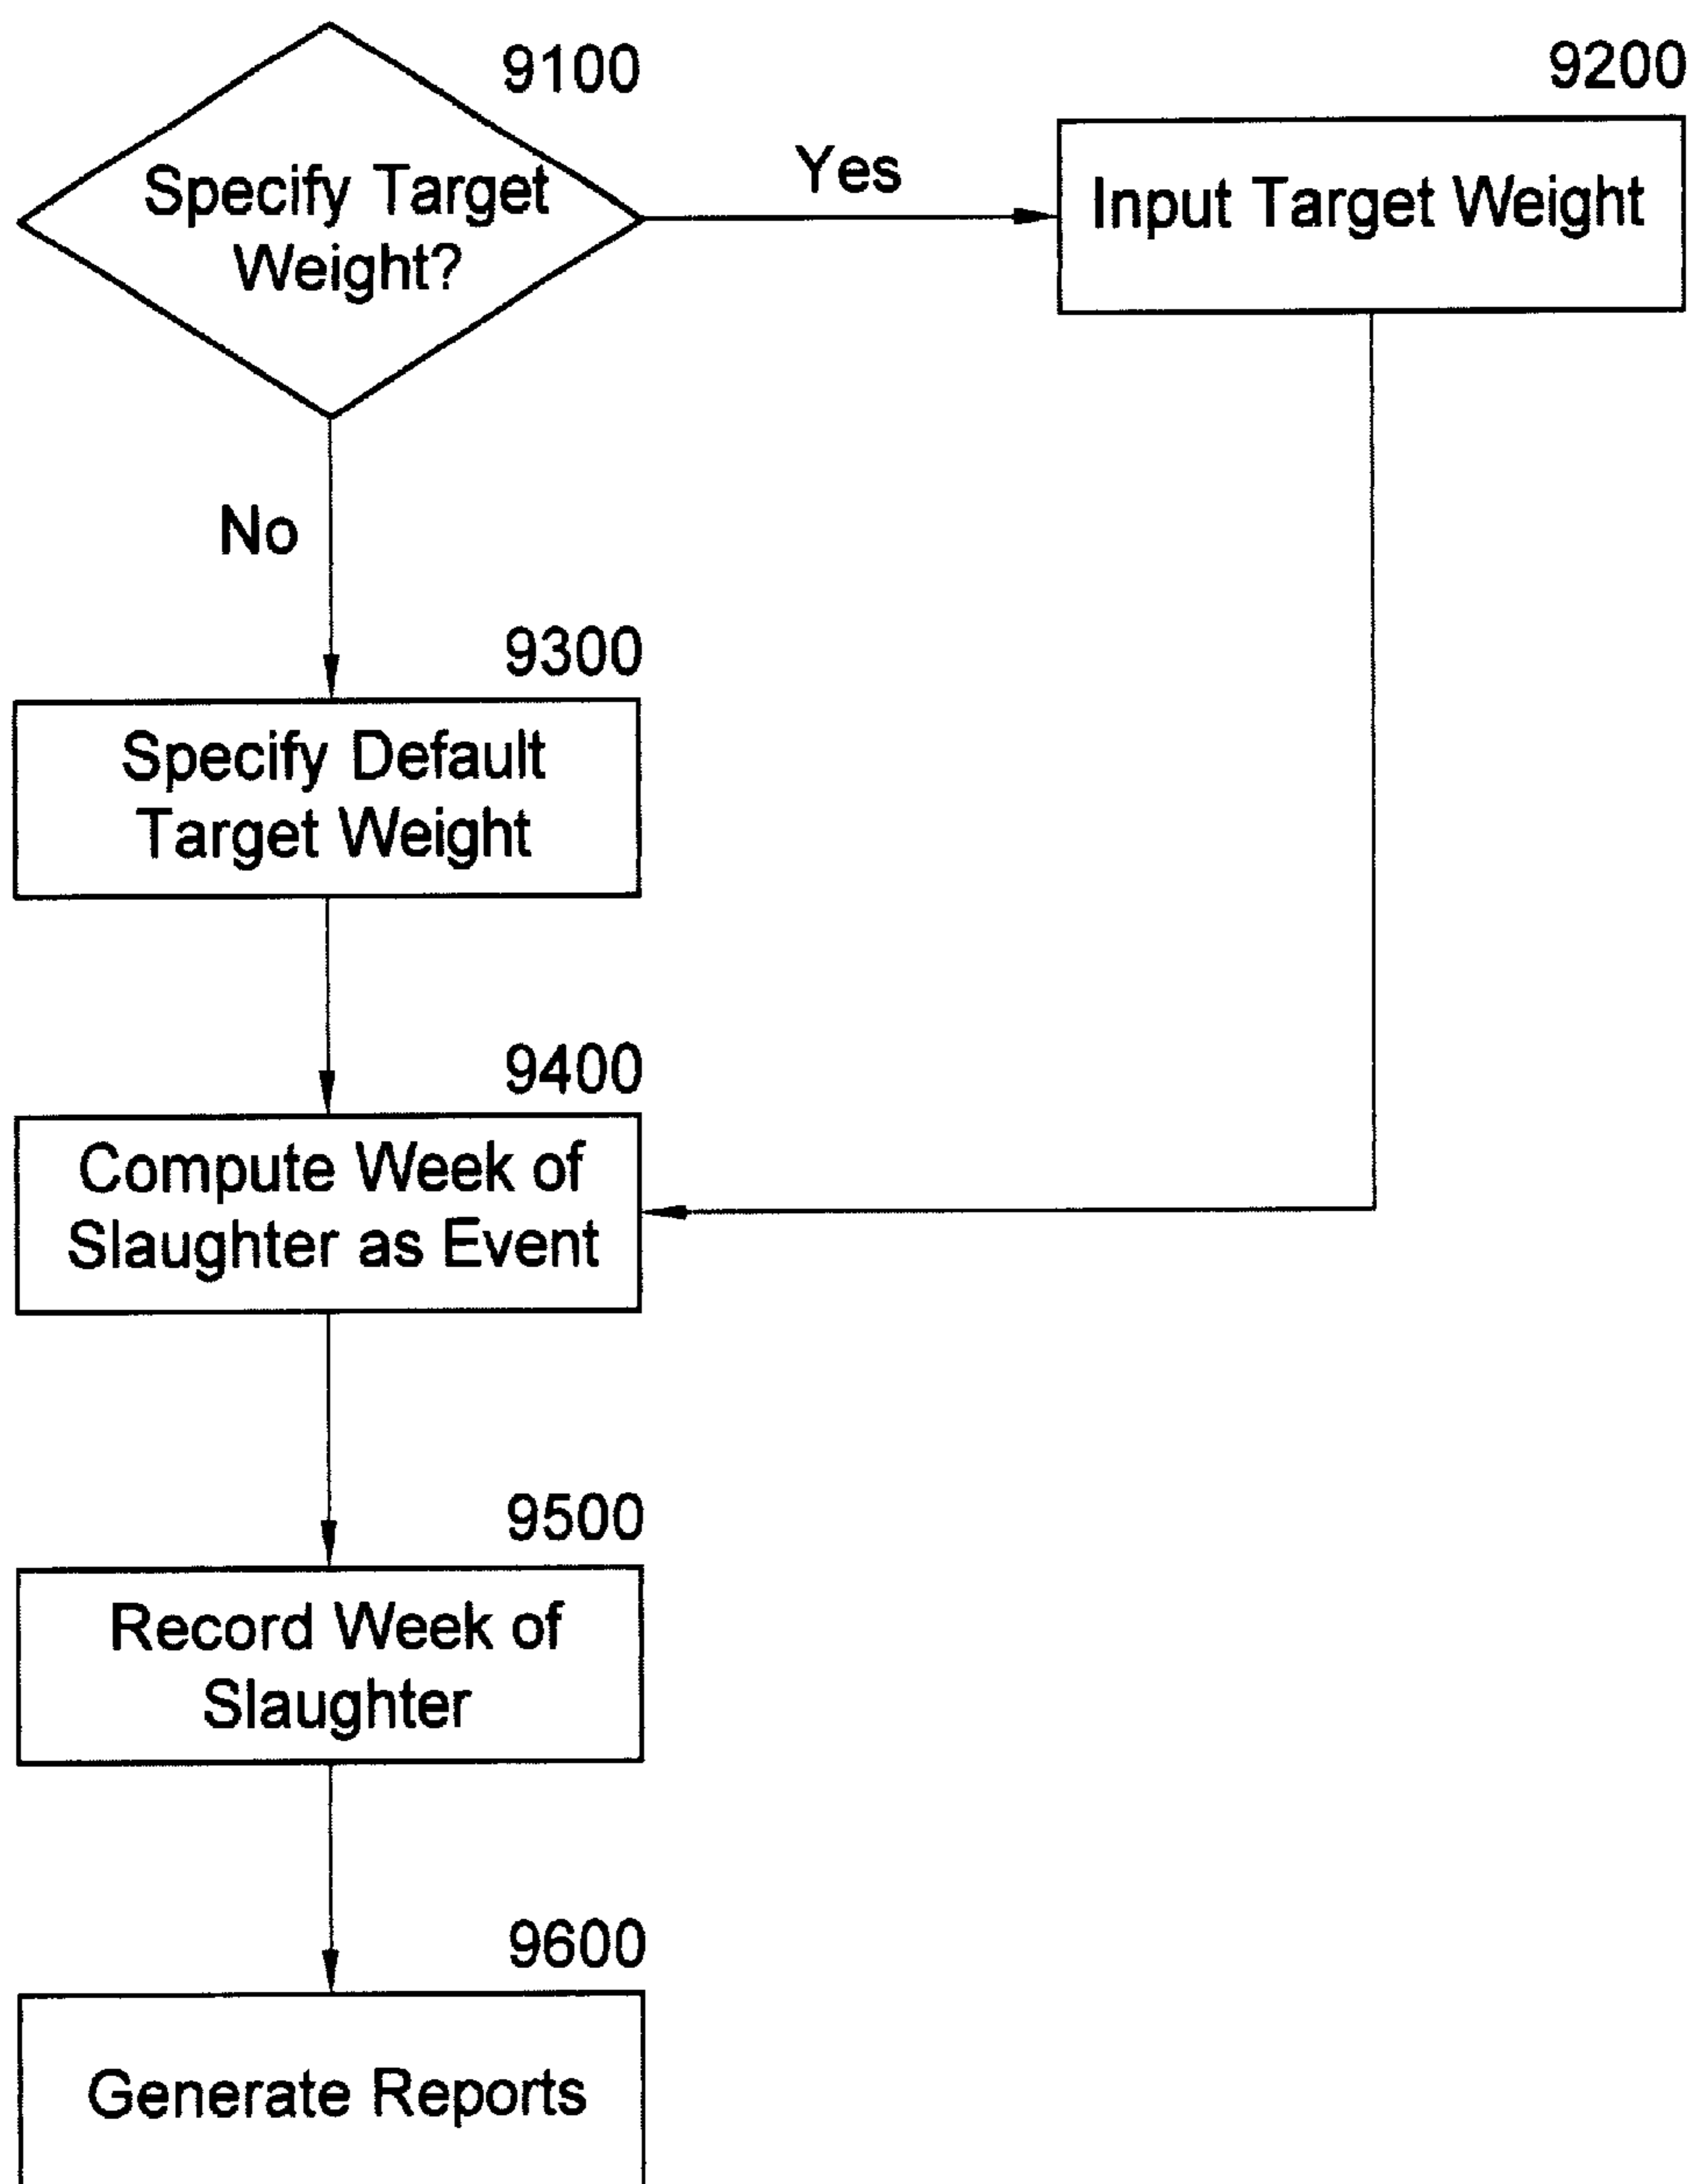 9100
Specify Target
Weight?
Yes
9200
Input Target Weight
No
9300
Specify Default
Target Weight
9400
Compute Week of
Slaughter as Event
9500
Record Week of
Slaughter
9600
Generate Reports